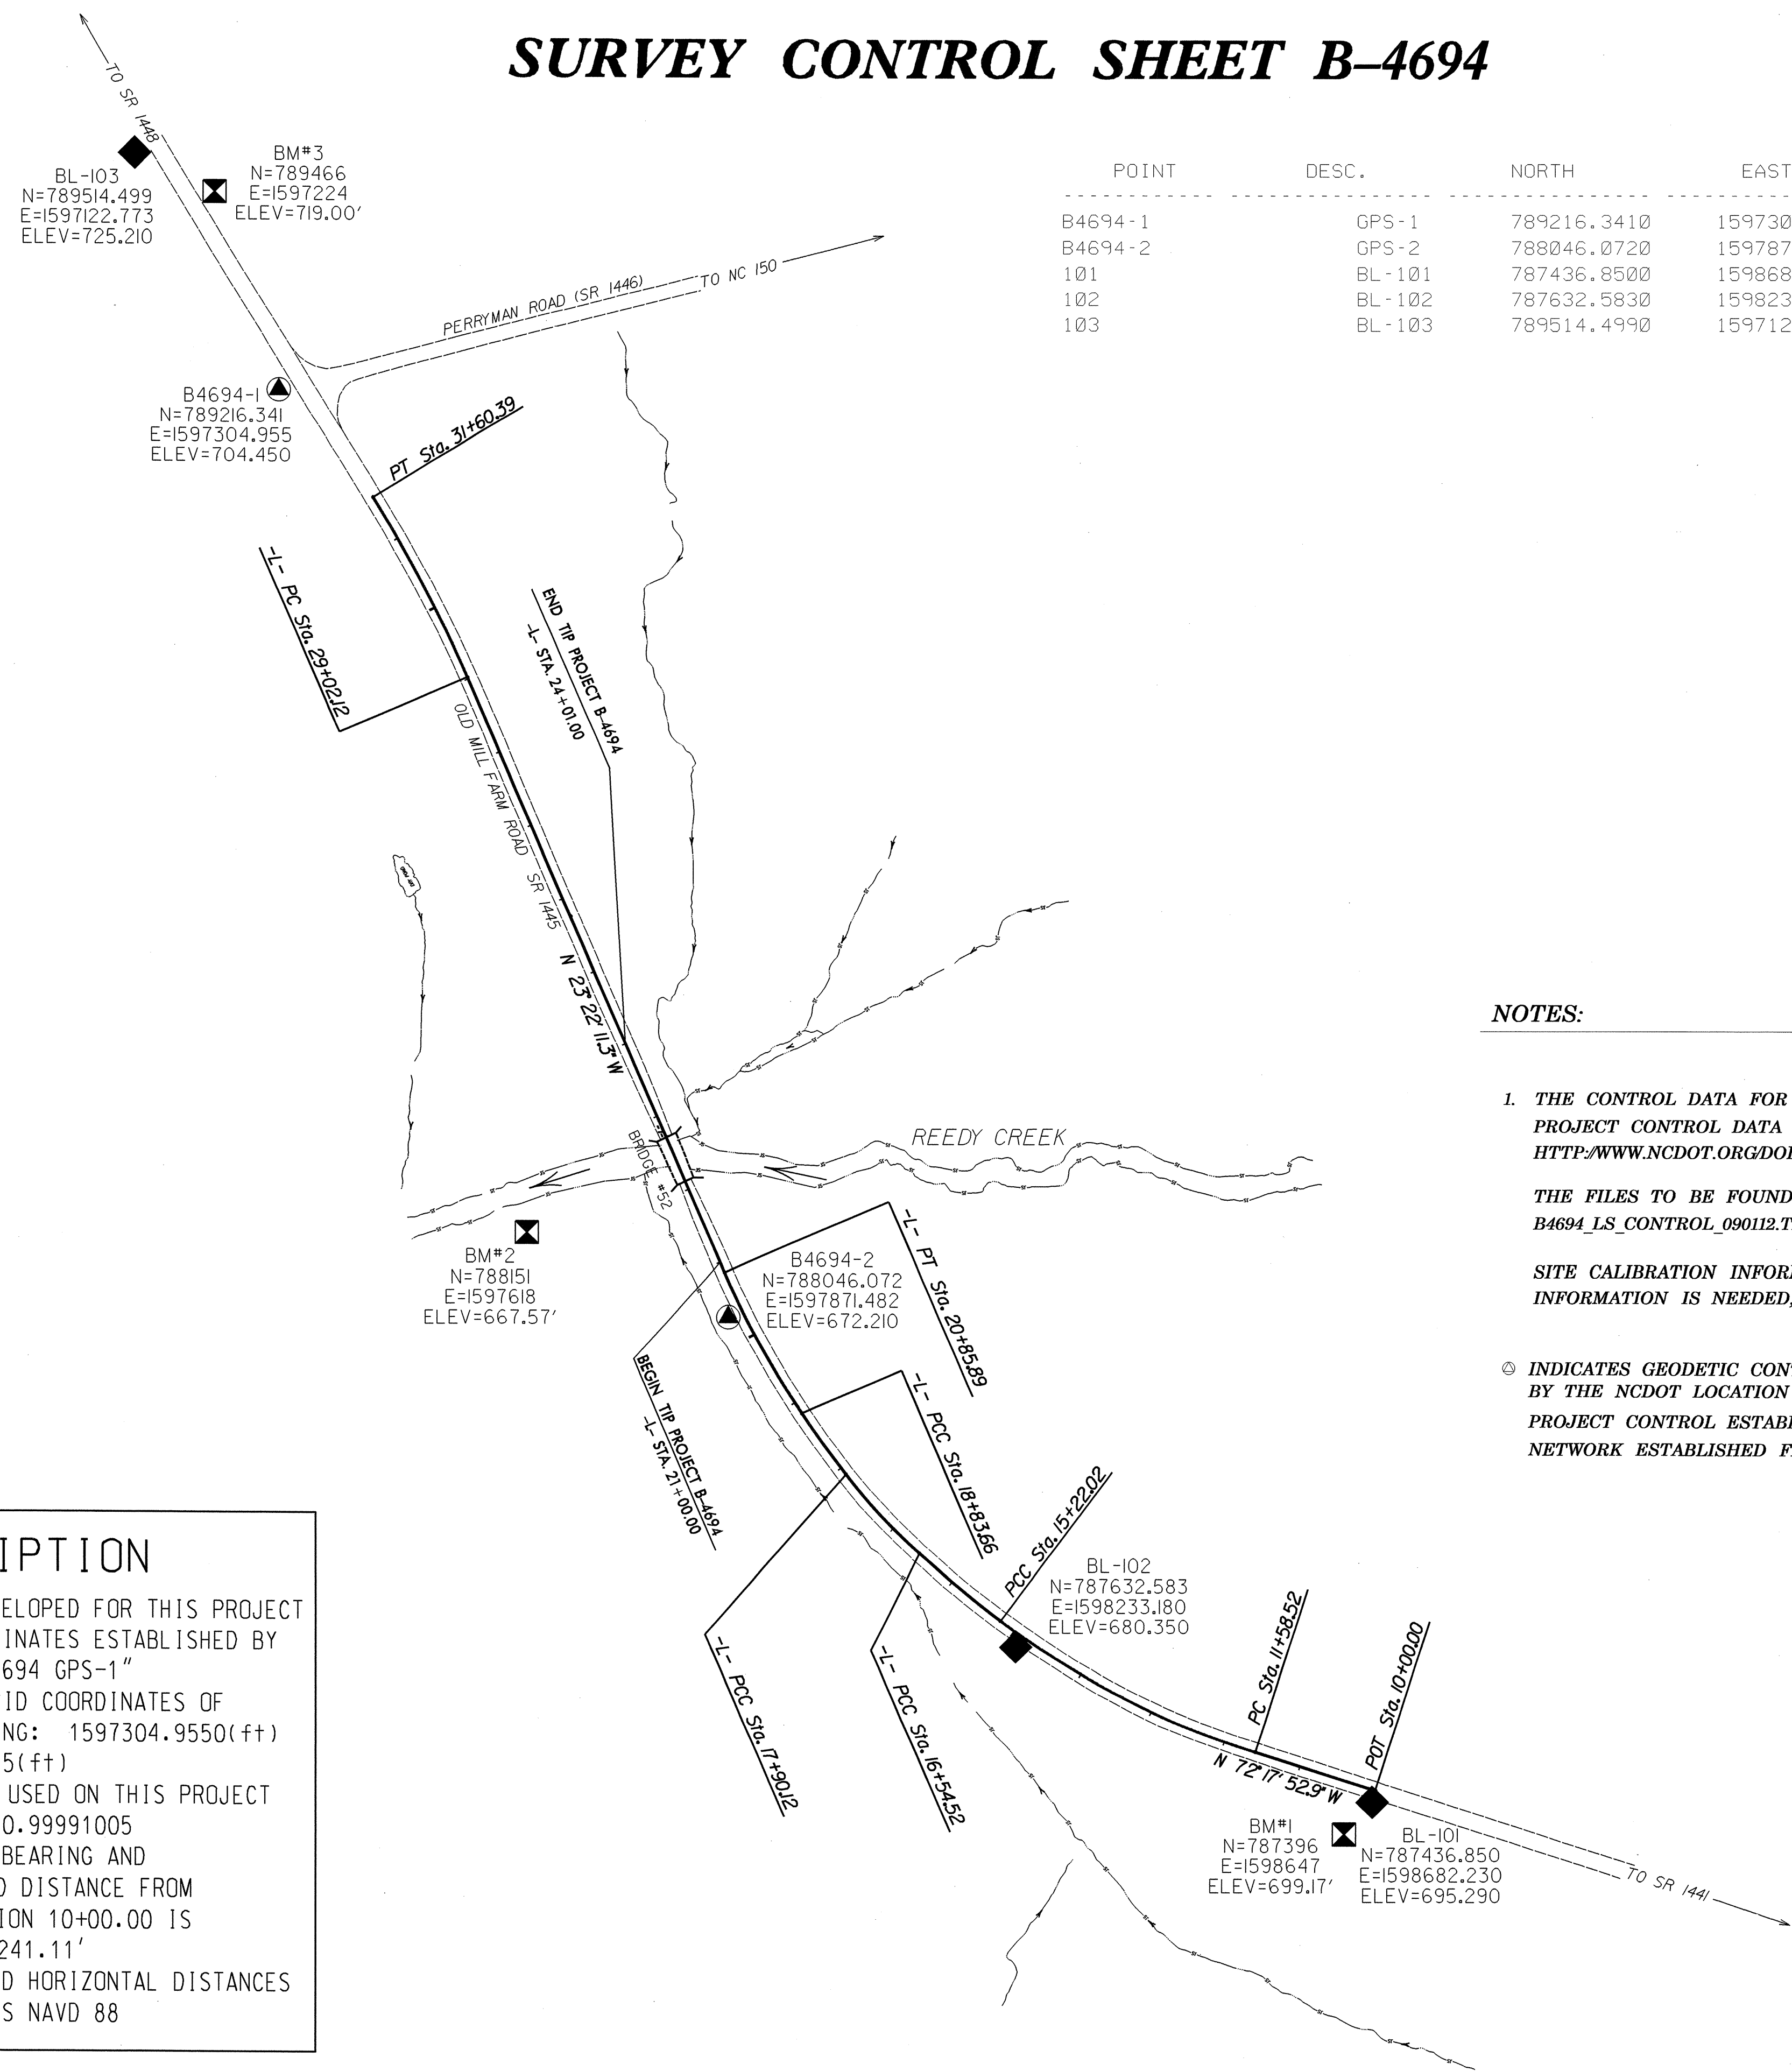 SURVEY CONTROL SHEET B-4694
TO SR 1448
BL-103
N=789514.499
E=1597122.773
ELEV=725.210
BM#3
N=789466
E=1597224
ELEV=719.00'
POINT DESC. NORTH EAST
B4694-1 GPS-1 789216.3410 159730
B4694-2 GPS-2 788046.0720 159787
101 BL-101 787436.8500 159868
102 BL-102 787632.5830 159823
103 BL-103 789514.4990 159712
PERRYMAN ROAD (SR 1446)
TO NC 150
B4694-1
N=789216.341
E=1597304.955
ELEV=704.450
PT Sta. 31+60.39
-L- PC Sta. 29+02.12
END TIP PROJECT B-4694
-L- STA. 24+01.00
OLD MILL FARM ROAD SR 1445
N 23° 22' 11.3" W
BRIDGE #52
REEDY CREEK
BM#2
N=788151
E=1597618
ELEV=667.57'
B4694-2
N=788046.072
E=1597871.482
ELEV=672.210
-L- PT Sta. 20+85.89
BEGIN TIP PROJECT B-4694
-L- STA. 21+00.00
-L- PCC Sta. 18+83.66
-L- PCC Sta. 17+90.12
-L- PCC Sta. 16+54.52
PCC Sta. 15+22.02
BL-102
N=787632.583
E=1598233.180
ELEV=680.350
PC Sta. 11+58.52
POT Sta. 10+00.00
N 72° 17' 52.9" W
BM#1
N=787396
E=1598647
ELEV=699.17'
BL-101
N=787436.850
E=1598682.230
ELEV=695.290
TO SR 1441
NOTES:
1. THE CONTROL DATA FOR
PROJECT CONTROL DATA
HTTP://WWW.NCDOT.ORG/DO
THE FILES TO BE FOUND
B4694_LS_CONTROL_090112.T
SITE CALIBRATION INFOR
INFORMATION IS NEEDED,
INDICATES GEODETIC CON
BY THE NCDOT LOCATION
PROJECT CONTROL ESTAB
NETWORK ESTABLISHED F
IPTION
ELOPED FOR THIS PROJECT
INATES ESTABLISHED BY
694 GPS-1"
ID COORDINATES OF
NG: 1597304.9550(ft)
5(ft)
USED ON THIS PROJECT
0.99991005
BEARING AND
D DISTANCE FROM
ION 10+00.00 IS
241.11'
D HORIZONTAL DISTANCES
S NAVD 88